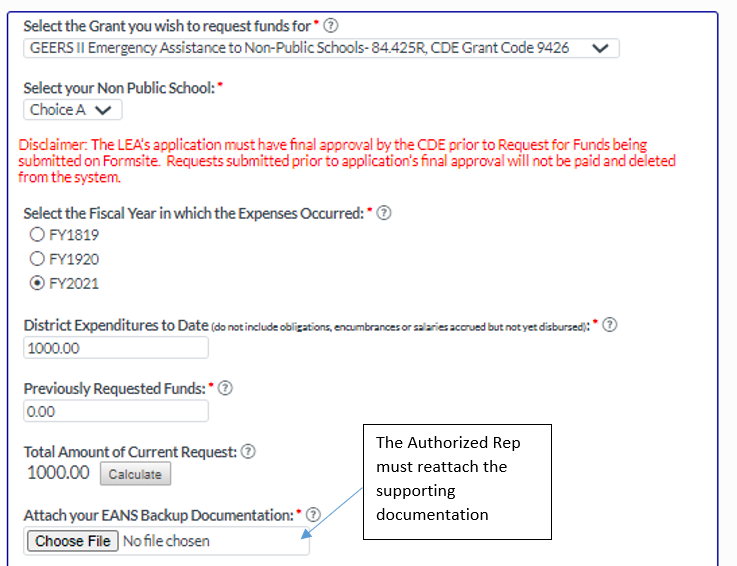 Select the Grant you wish to request funds for * ?
GEERS II Emergency Assistance to Non-Public Schools- 84.425R, CDE Grant Code 9426
Select your Non Public School: *
Choice A
Disclaimer: The LEA's application must have final approval by the CDE prior to Request for Funds being
submitted on Formsite. Requests submitted prior to application's final approval will not be paid and deleted
from the system.
Select the Fiscal Year in which the Expenses Occurred: * ?
FY1819
FY1920
FY2021
District Expenditures to Date (do not include obligations, encumbrances or salaries accrued but not yet disbursed): * ?
1000.00
Previously Requested Funds: * ?
0.00
Total Amount of Current Request: ?
1000.00 Calculate
The Authorized Rep
must reattach the
supporting
documentation
Attach your EANS Backup Documentation: * ?
Choose File No file chosen